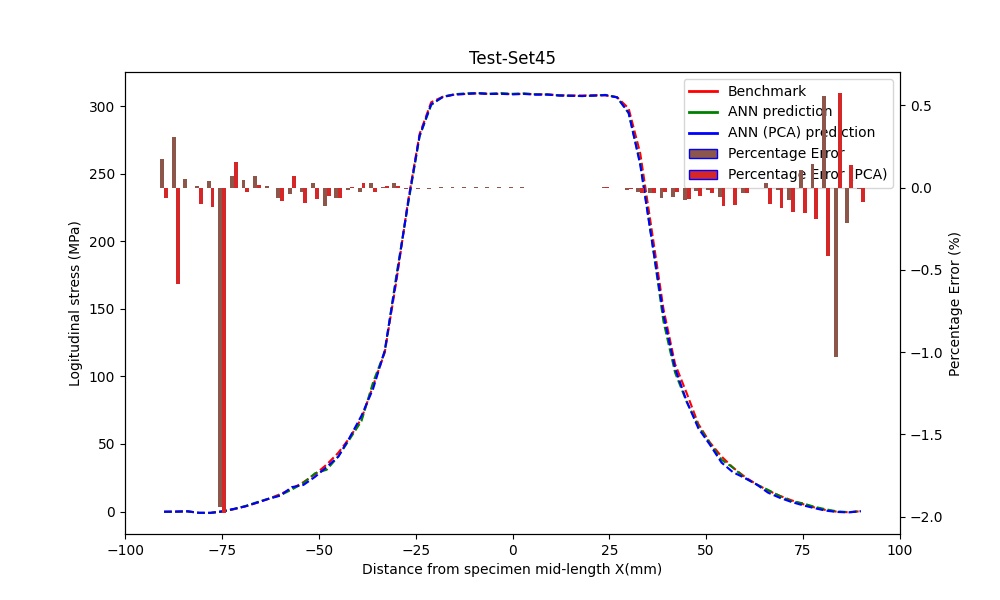 Test-Set45
Benchmark
ANN prediction
ANN (PCA) prediction
Percentage Error
Percentage Error (PCA)
300
250
200
150
100
50
0
Logitudinal stress (MPa)
0.5
0.0
−0.5
−1.0
−1.5
−2.0
Percentage Error (%)
−100
−75
−50
−25
0
25
50
75
100
Distance from specimen mid-length X(mm)